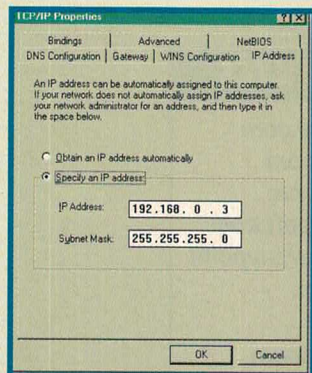 TCP/IP Properties
Bindings Advanced NetBIOS
DNS Configuration Gateway WINS Configuration IP Address
An IP address can be automatically assigned to this computer.
If your network does not automatically assign IP addresses, ask
your network administrator for an address, and then type it in
the space below.
Obtain an IP address automatically
Specify an IP address:
IP Address: 192.168. 0 . 3
Subnet Mask: 255.255.255. 0
OK Cancel